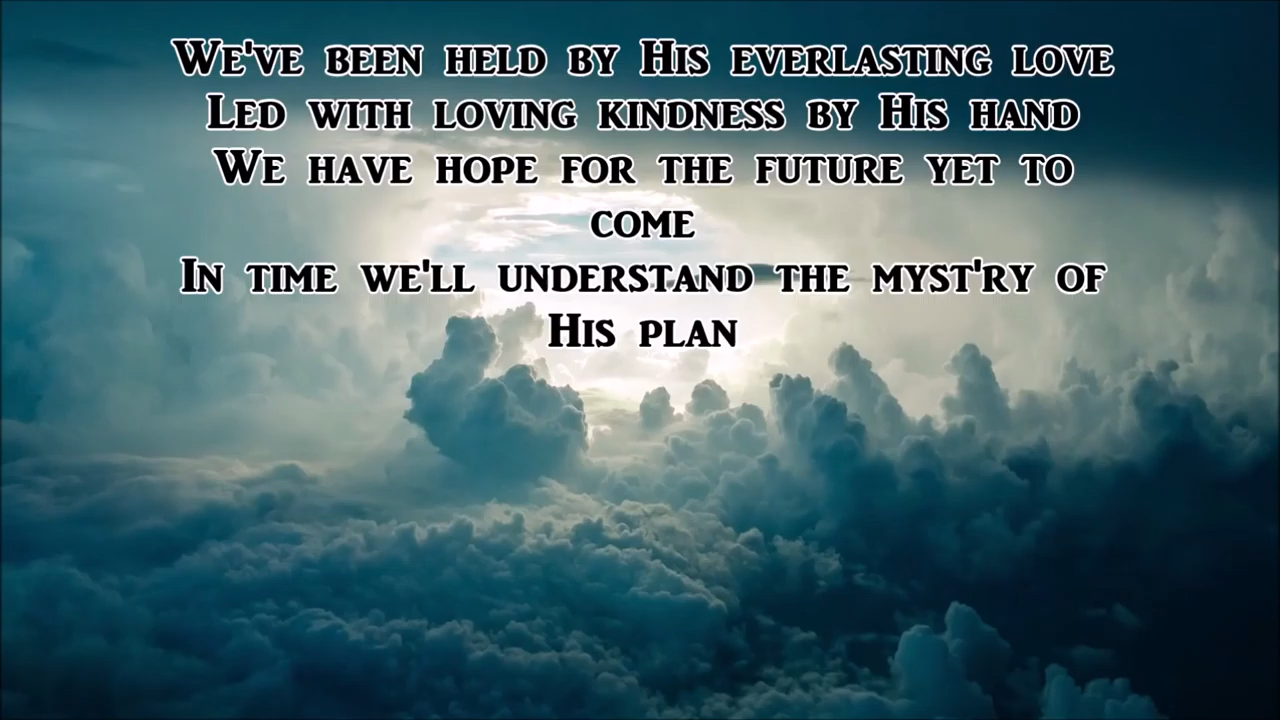 We've been held by His everlasting love
Led with loving kindness by His hand
We have hope for the future yet to
come
In time we'll understand the myst'ry of
His plan